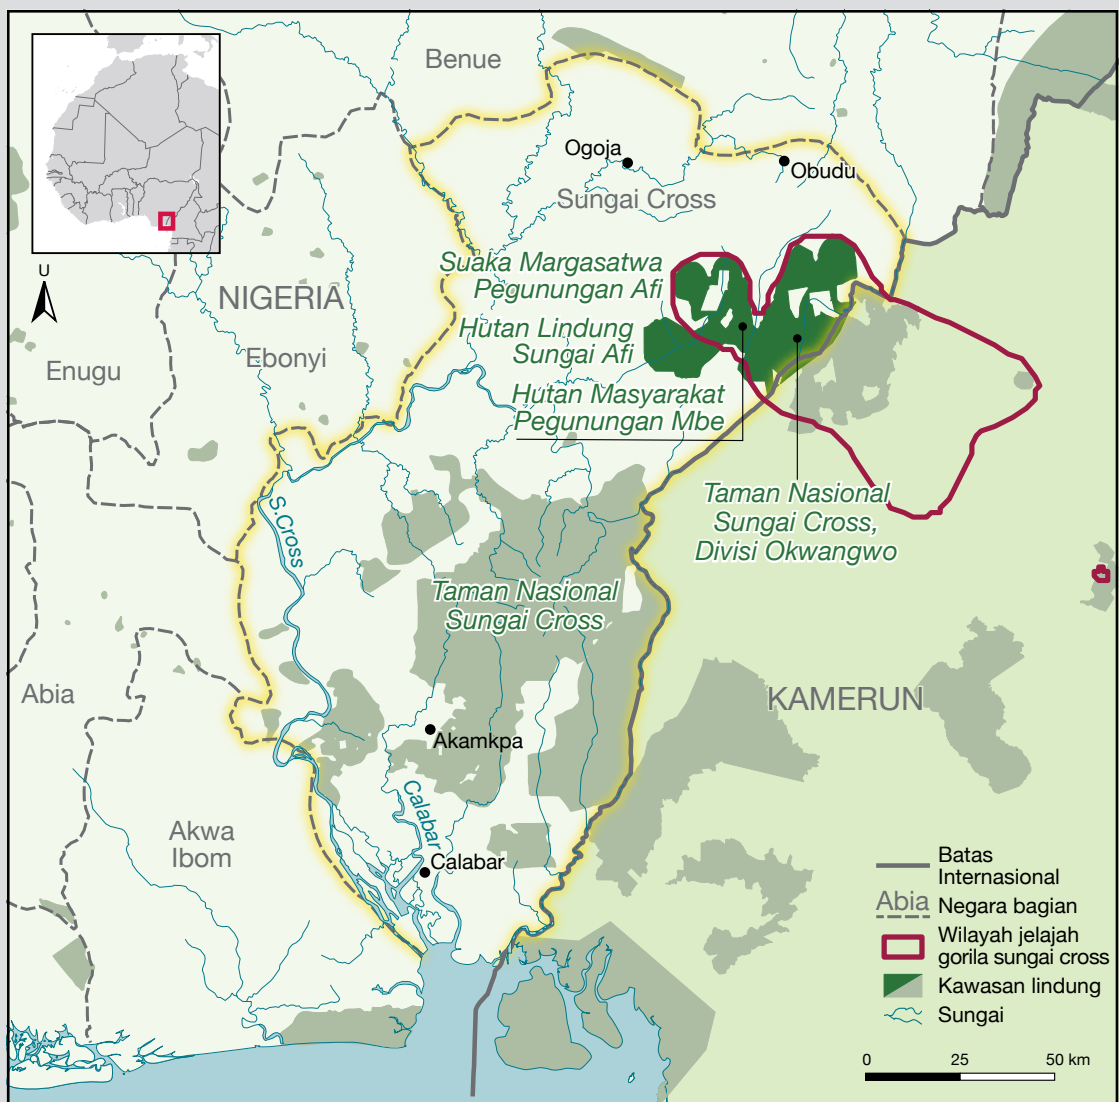 Benue
Ogoja
Obudu
Sungai Cross
U
Suaka Margasatwa
Pegunungan Afi
NIGERIA
Hutan Lindung
Sungai Afi
Ebonyi
Enugu
Hutan Masyarakat
Pegunungan Mbe
Taman Nasional
Sungai Cross,
Divisi Okwangwo
S.Cross
Taman Nasional
Sungai Cross
Abia
KAMERUN
Akamkpa
Calabar
Akwa
Ibom
Calabar
Batas
Internasional
Abia Negara bagian
Wilayah jelajah
gorila sungai cross
Kawasan lindung
Sungai
0 25 50 km